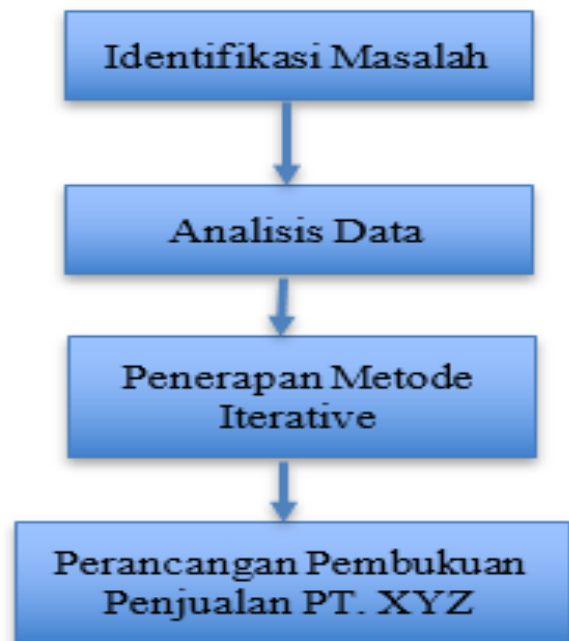 Identifikasi Masalah
Analisis Data
Penerapan Metode
Iterative
Perancangan Pembukuan
Penjualan PT. XYZ